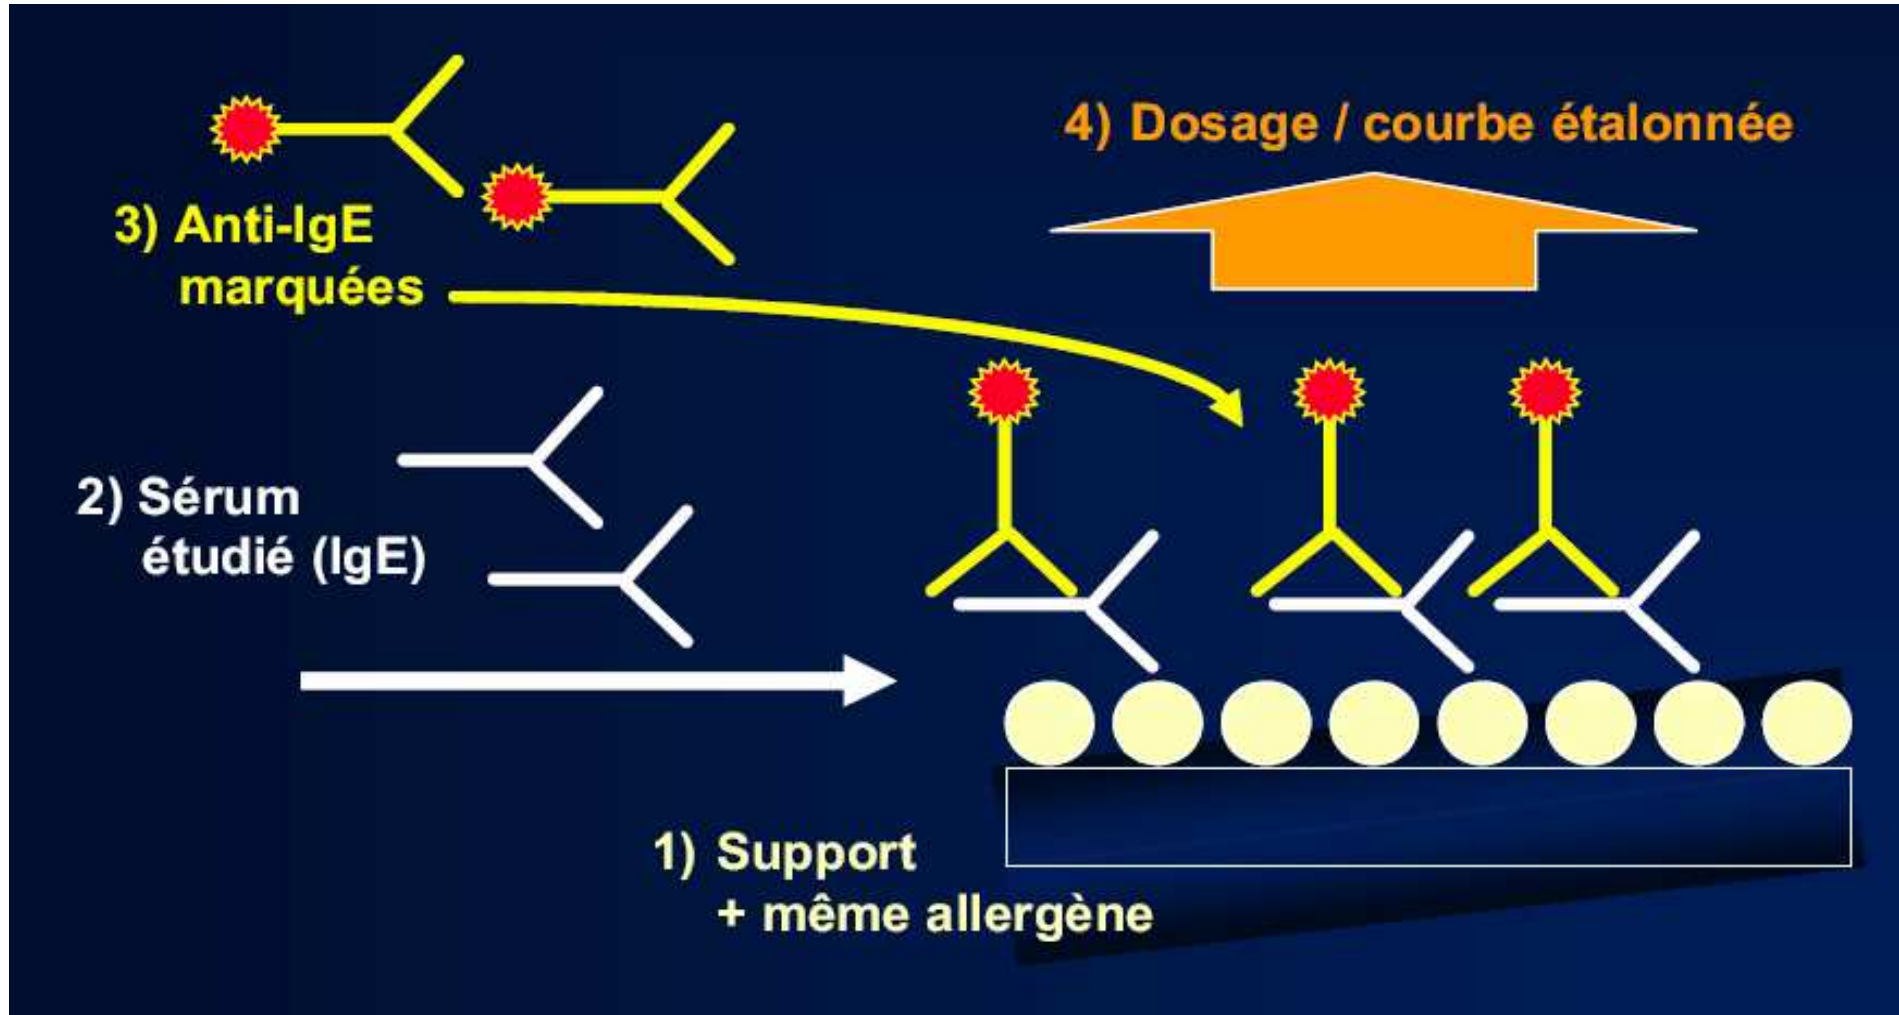 3) Anti-IgE
marquées
4) Dosage / courbe étalonnée
2) Sérum
étudié (IgE)
1) Support
+ même allergène